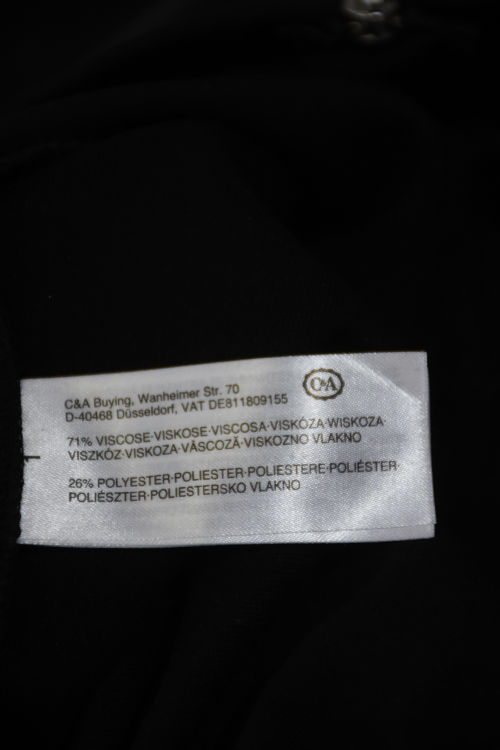 C&A
C&A Buying, Wanheimer Str. 70
D-40468 Düsseldorf, VAT DE811809155
71% VISCOSE·VISKOSE·VISCOSA·VISKÓZA·WISKOZA·
VISZKÓZ·VISKOZA·VÂSCOZĂ·VISKOZNO VLAKNO
26% POLYESTER·POLIESTER·POLIESTERE·POLIÉSTER·
POLIÉSZTER·POLIESTERSKO VLAKNO